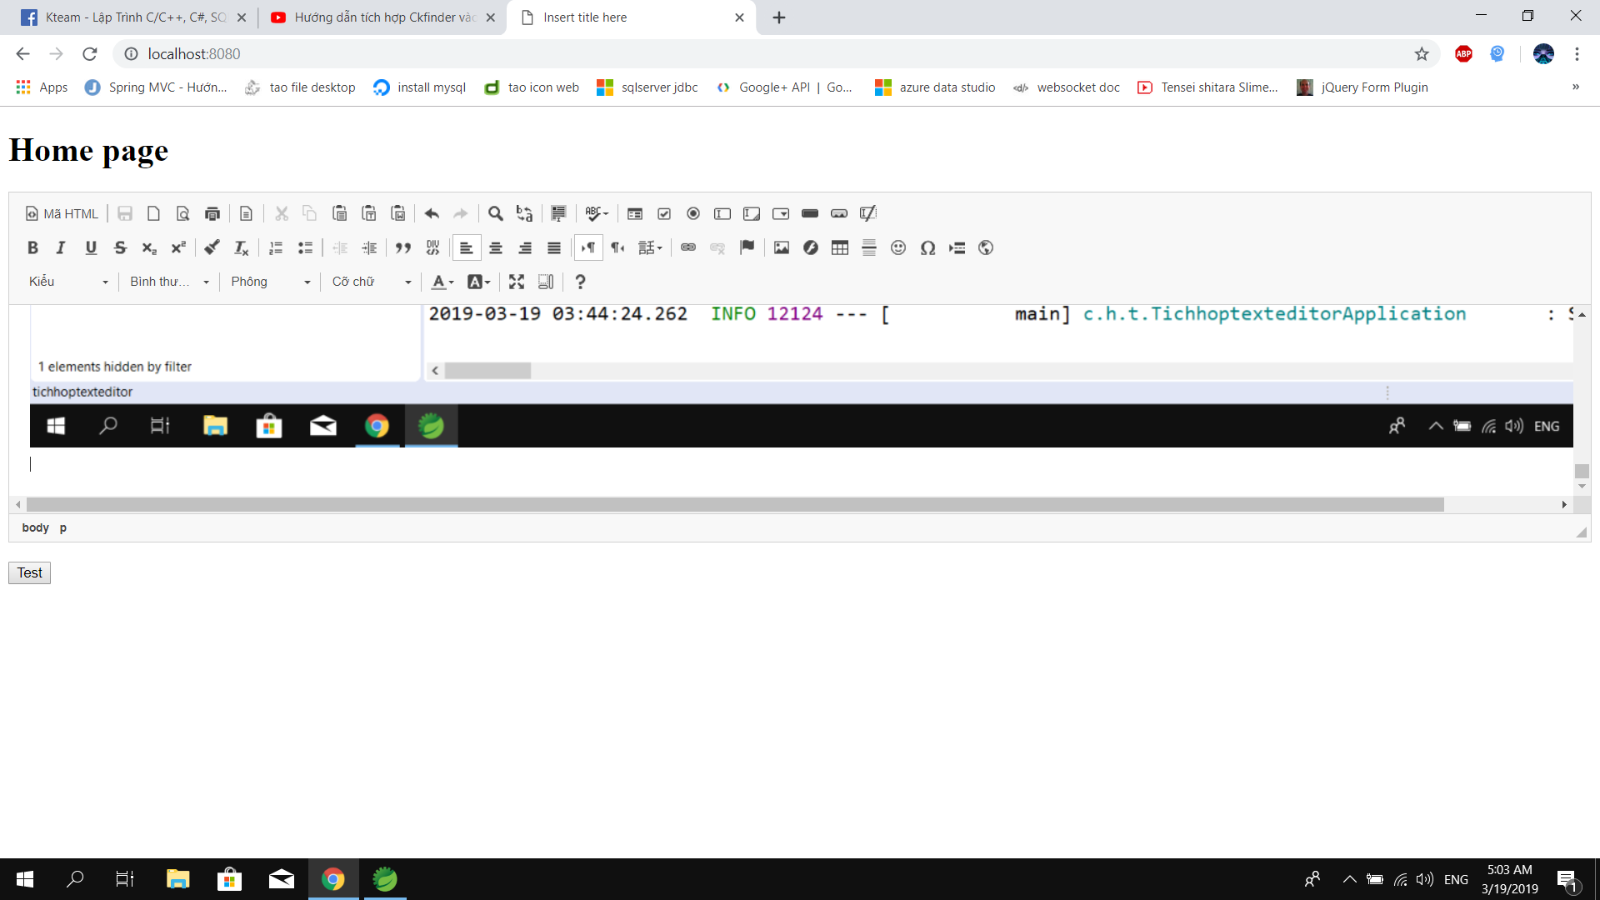 Kteam - Lập Trình C/C++, C#, SQ
Hướng dẫn tích hợp Ckfinder vào
Insert title here
localhost:8080
ABP
Apps
Spring MVC - Hướn...
tao file desktop
install mysql
tao icon web
sqlserver jdbc
Google+ API | Go...
azure data studio
websocket doc
Tensei shitara Slime...
jQuery Form Plugin
»
Home page
Mã HTML
Kiểu
Bình thư...
Phông
Cỡ chữ
2019-03-19 03:44:24.262 INFO 12124 --- [ main] c.h.t.TichhoptexteditorApplication : S
1 elements hidden by filter
tichhoptexteditor
ENG
body p
Test
ENG
5:03 AM
3/19/2019
1